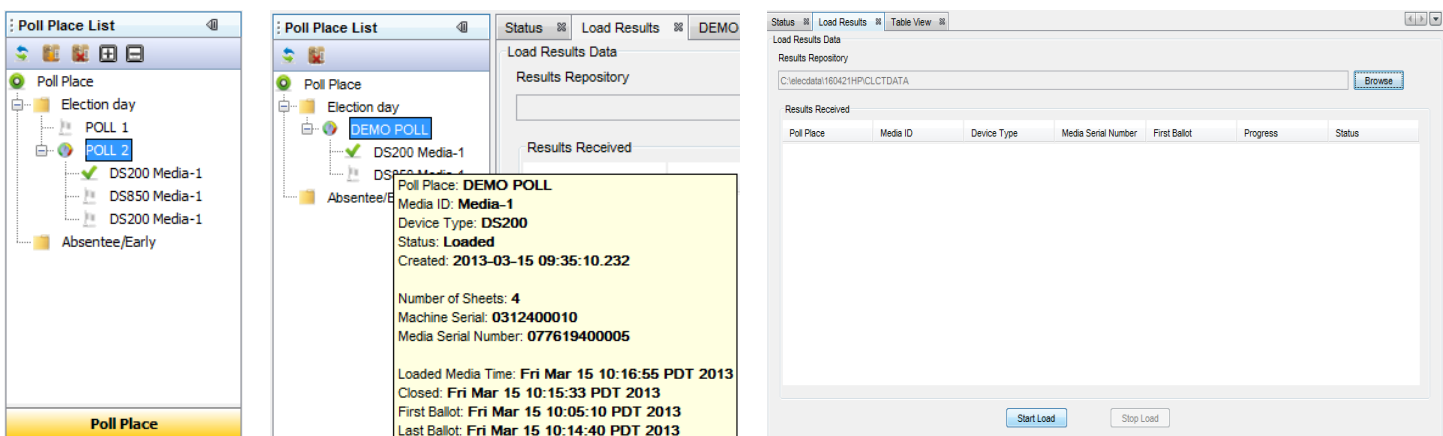 Poll Place List
Poll Place
Election day
POLL 1
POLL 2
DS200 Media-1
DS850 Media-1
DS200 Media-1
Absentee/Early
Poll Place
Poll Place List
Poll Place
Election day
DEMO POLL
DS200 Media-1
Absentee/E
Status
Load Results
DEMO
Load Results Data
Results Repository
Results Received
Poll Place: DEMO POLL
Media ID: Media-1
Device Type: DS200
Status: Loaded
Created: 2013-03-15 09:35:10.232
Number of Sheets: 4
Machine Serial: 0312400010
Media Serial Number: 077619400005
Loaded Media Time: Fri Mar 15 10:16:55 PDT 2013
Closed: Fri Mar 15 10:15:33 PDT 2013
First Ballot: Fri Mar 15 10:05:10 PDT 2013
Last Ballot: Fri Mar 15 10:14:40 PDT 2013
Status Load Results Table View
Load Results Data
Results Repository
C:\elecdata\160421HP\CLCTDATA Browse
Results Received
Poll Place Media ID Device Type Media Serial Number First Ballot Progress Status
Start Load Stop Load